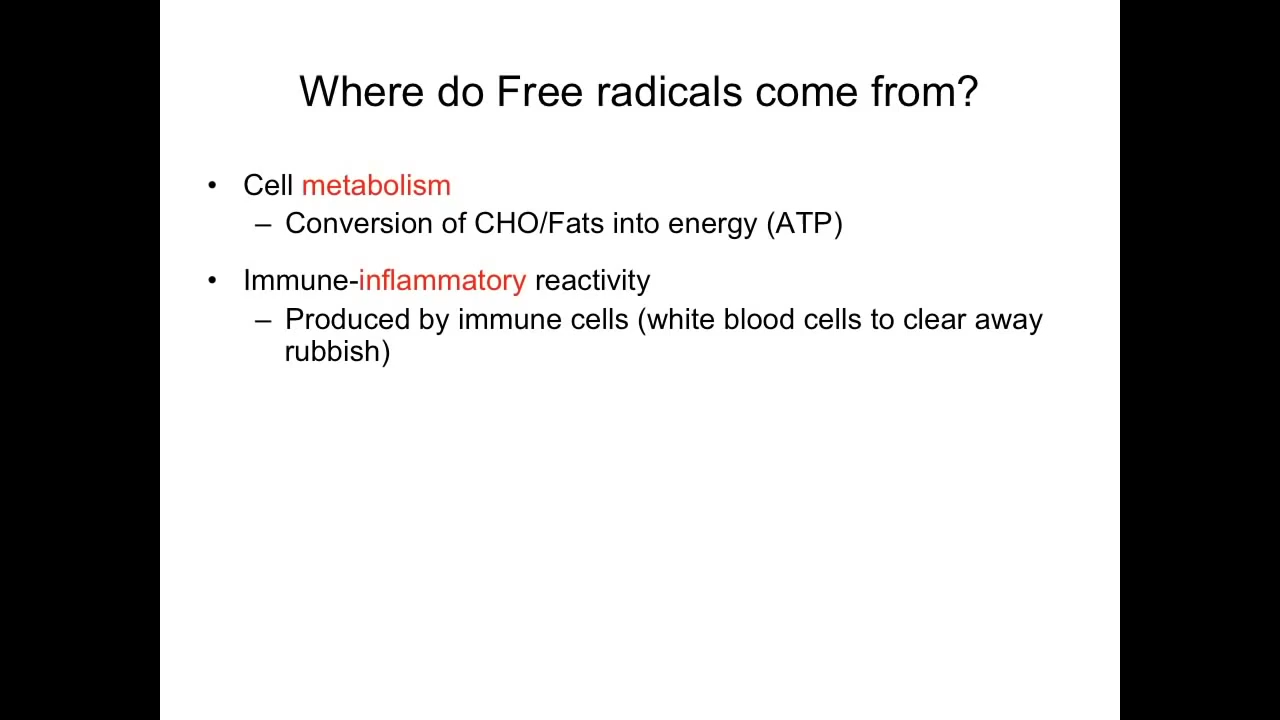 Where do Free radicals come from?
• Cell metabolism
– Conversion of CHO/Fats into energy (ATP)
• Immune-inflammatory reactivity
– Produced by immune cells (white blood cells to clear away
rubbish)